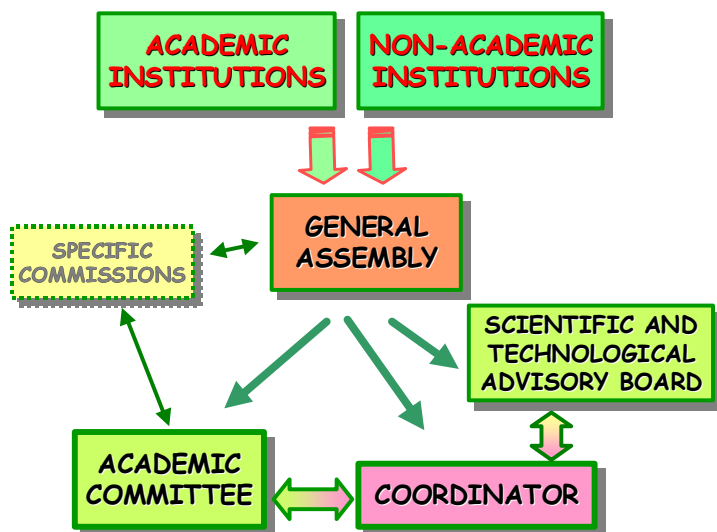 ACADEMIC
INSTITUTIONS
NON-ACADEMIC
INSTITUTIONS
GENERAL
ASSEMBLY
SPECIFIC
COMMISSIONS
SCIENTIFIC AND
TECHNOLOGICAL
ADVISORY BOARD
ACADEMIC
COMMITTEE
COORDINATOR